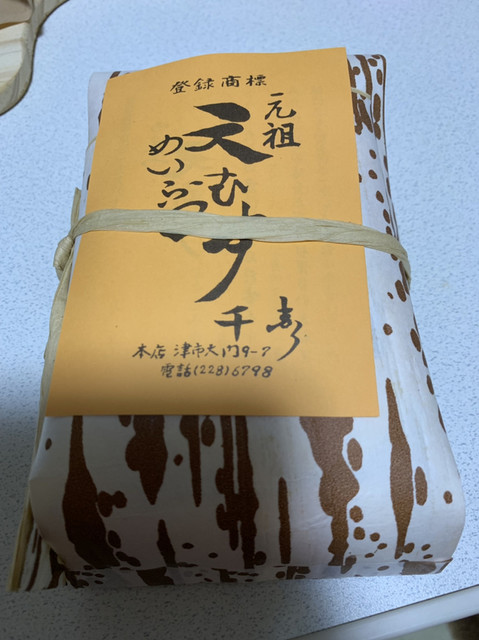 登録商標
元祖
天むす
めいふつ
千寿
本店 津市大門9-7
電話(228)6798